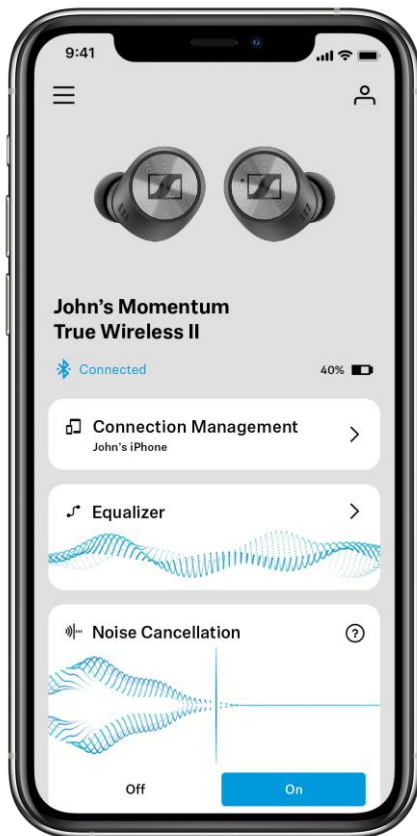 9:41
John's Momentum
True Wireless II
Connected
40%
Connection Management
John's iPhone
Equalizer
Noise Cancellation
Off
On